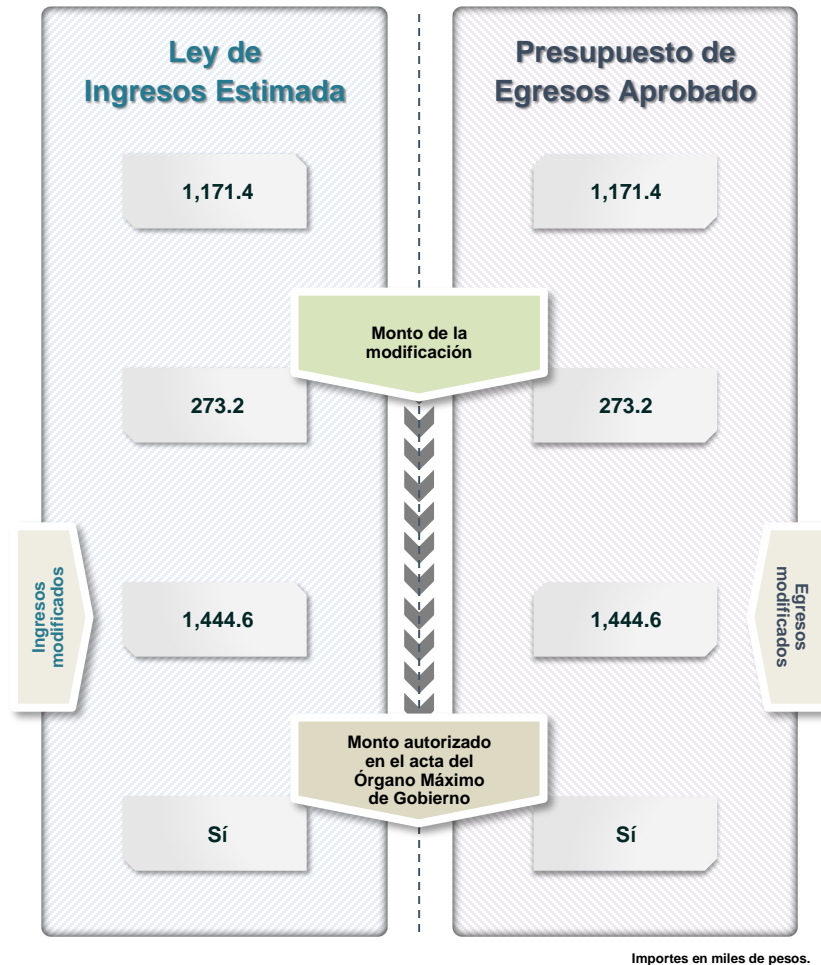 Ley de
Ingresos Estimada
Presupuesto de
Egresos Aprobado
1,171.4
1,171.4
Monto de la
modificación
273.2
273.2
Ingresos
modificados
1,444.6
1,444.6
Egresos
modificados
Monto autorizado
en el acta del
Órgano Máximo
de Gobierno
Sí
Sí
Importes en miles de pesos.